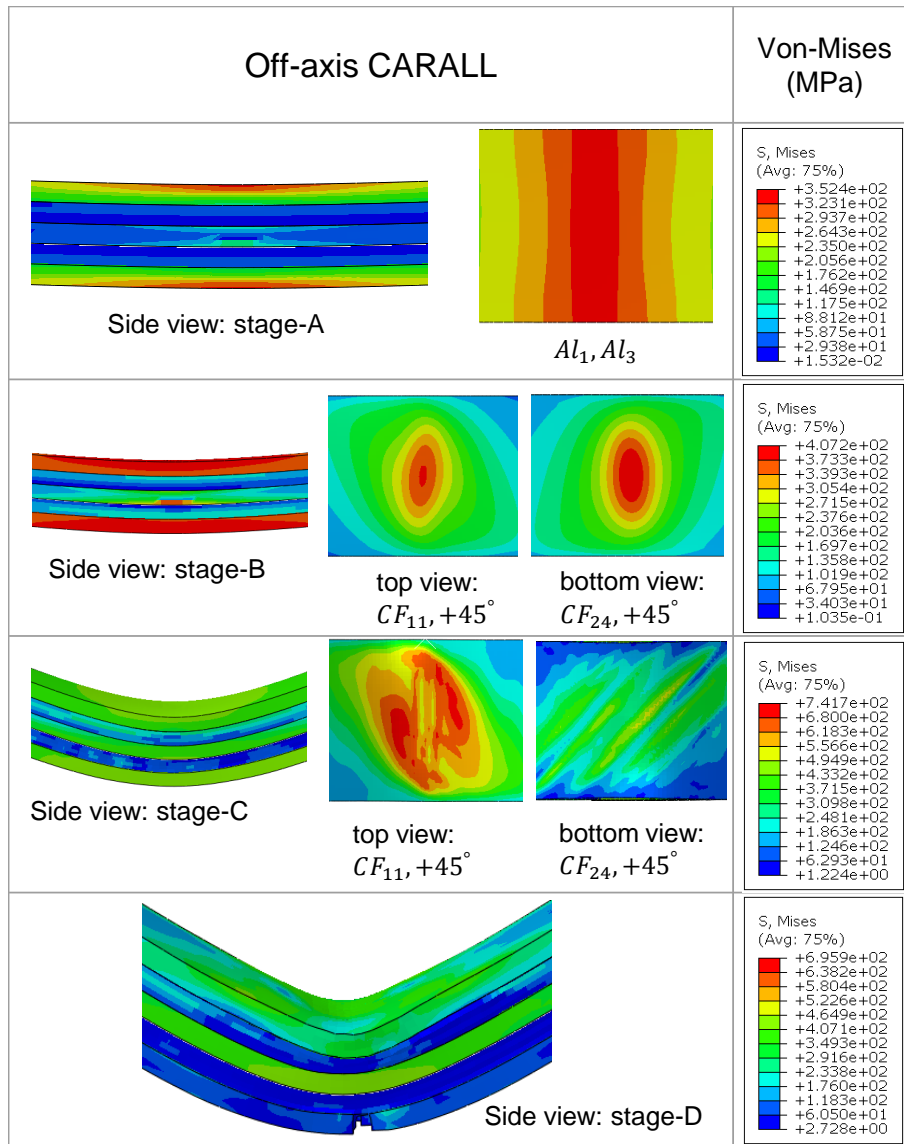 Off-axis CARALL
Von-Mises
(MPa)
Side view: stage-A
Al₁, Al₃
S, Mises
(Avg: 75%)
+3.524e+02
+3.231e+02
+2.937e+02
+2.643e+02
+2.350e+02
+2.056e+02
+1.762e+02
+1.469e+02
+1.175e+02
+8.812e+01
+5.875e+01
+2.938e+01
+1.532e-02
Side view: stage-B
top view:
CF₁₁, +45°
bottom view:
CF₂₄, +45°
S, Mises
(Avg: 75%)
+4.072e+02
+3.733e+02
+3.393e+02
+3.054e+02
+2.715e+02
+2.376e+02
+2.036e+02
+1.697e+02
+1.358e+02
+1.019e+02
+6.795e+01
+3.403e+01
+1.035e-01
Side view: stage-C
top view:
CF₁₁, +45°
bottom view:
CF₂₄, +45°
S, Mises
(Avg: 75%)
+7.417e+02
+6.800e+02
+6.183e+02
+5.566e+02
+4.949e+02
+4.332e+02
+3.715e+02
+3.098e+02
+2.481e+02
+1.863e+02
+1.246e+02
+6.293e+01
+1.224e+00
Side view: stage-D
S, Mises
(Avg: 75%)
+6.959e+02
+6.382e+02
+5.804e+02
+5.226e+02
+4.649e+02
+4.071e+02
+3.493e+02
+2.916e+02
+2.338e+02
+1.760e+02
+1.183e+02
+6.050e+01
+2.728e+00